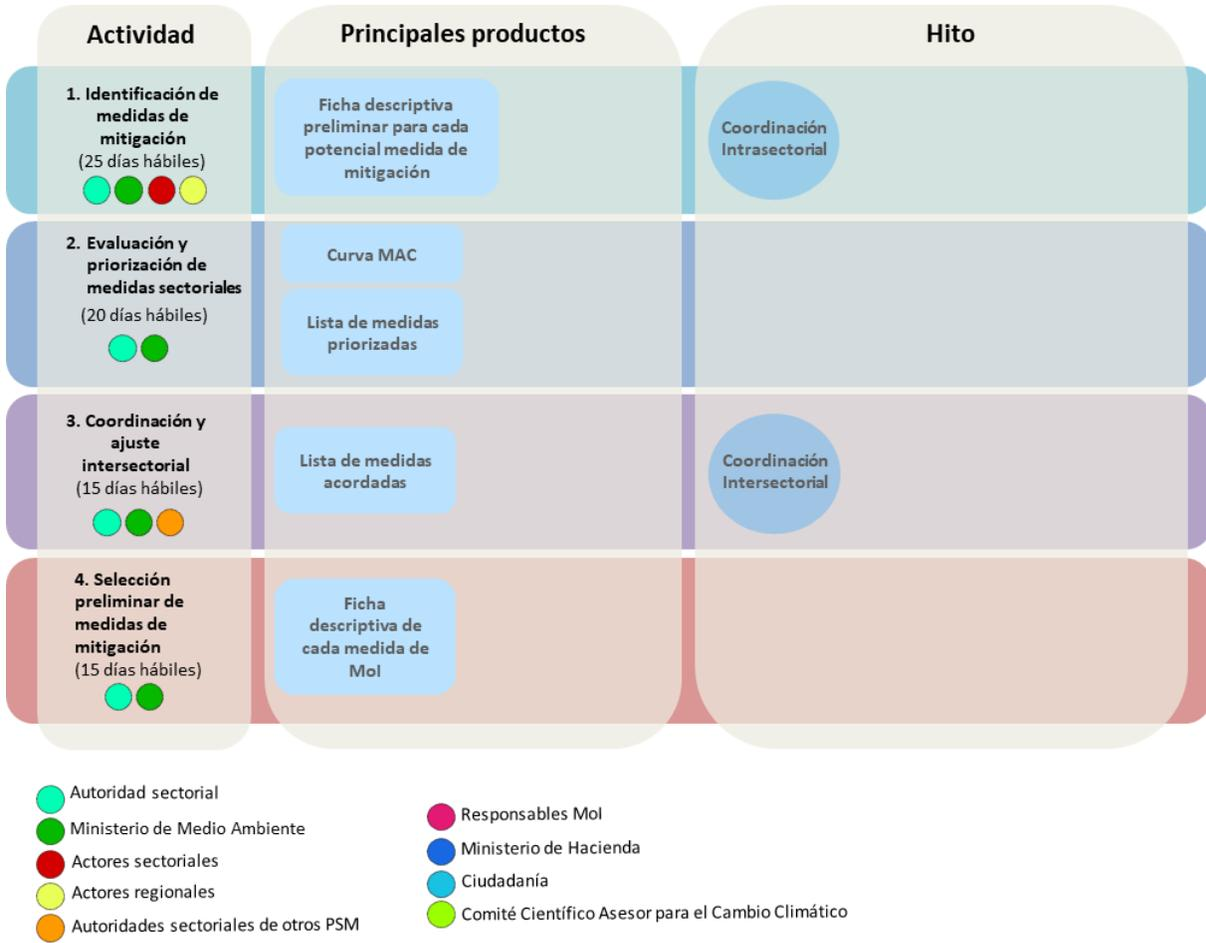 Actividad
Principales productos
Hito
1. Identificación de
medidas de
mitigación
(25 días hábiles)
Ficha descriptiva
preliminar para cada
potencial medida de
mitigación
Coordinación
Intrasectorial
2. Evaluación y
priorización de
medidas sectoriales
(20 días hábiles)
Curva MAC
Lista de medidas
priorizadas
3. Coordinación y
ajuste
intersectorial
(15 días hábiles)
Lista de medidas
acordadas
Coordinación
Intersectorial
4. Selección
preliminar de
medidas de
mitigación
(15 días hábiles)
Ficha
descriptiva de
cada medida de
MoI
Autoridad sectorial
Ministerio de Medio Ambiente
Actores sectoriales
Actores regionales
Autoridades sectoriales de otros PSM
Responsables MoI
Ministerio de Hacienda
Ciudadanía
Comité Científico Asesor para el Cambio Climático